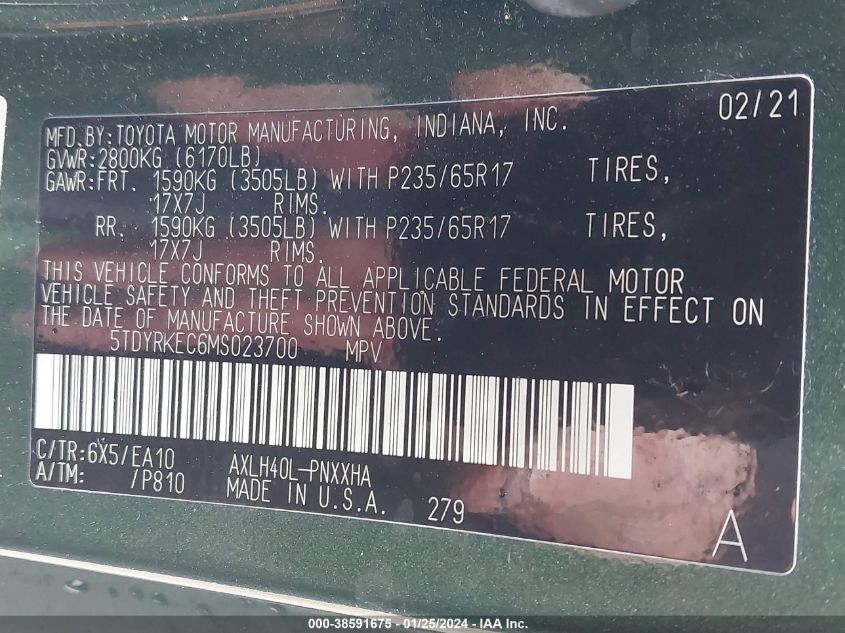 02/21
MFD.BY:TOYOTA MOTOR MANUFACTURING, INDIANA, INC.
GVWR:2800KG (6170LB)
GAWR:FRT. 1590KG (3505LB) WITH P235/65R17 TIRES,
17X7J RIMS.
RR. 1590KG (3505LB) WITH P235/65R17 TIRES,
17X7J RIMS.
THIS VEHICLE CONFORMS TO ALL APPLICABLE FEDERAL MOTOR
VEHICLE SAFETY AND THEFT PREVENTION STANDARDS IN EFFECT ON
THE DATE OF MANUFACTURE SHOWN ABOVE.
5TDYRKEC6MS023700 MPV
C/TR:6X5/EA10 AXLH40L-PNXXHA
A/TM: /P810 MADE IN U.S.A. 279
A
000-38591675 - 01/25/2024 - IAA Inc.